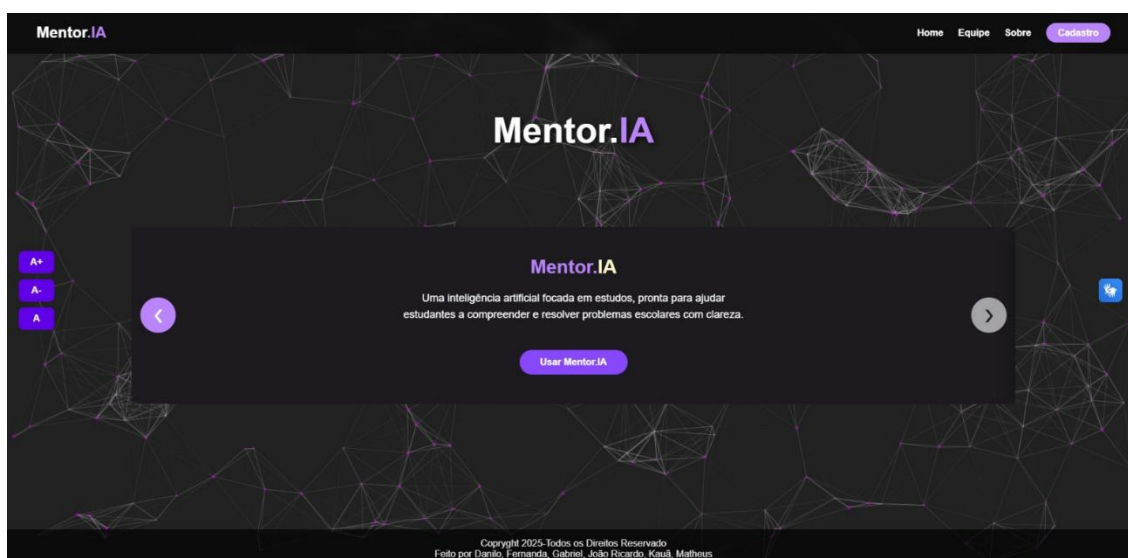 Mentor.IA
Home Equipe Sobre Cadastro
Mentor.IA
A+
A-
A
Mentor.IA
Uma inteligência artificial focada em estudos, pronta para ajudar
estudantes a compreender e resolver problemas escolares com clareza.
Usar Mentor.IA
Copryght 2025-Todos os Direitos Reservado
Feito por Danilo, Fernanda, Gabriel, João Ricardo, Kauã, Matheus